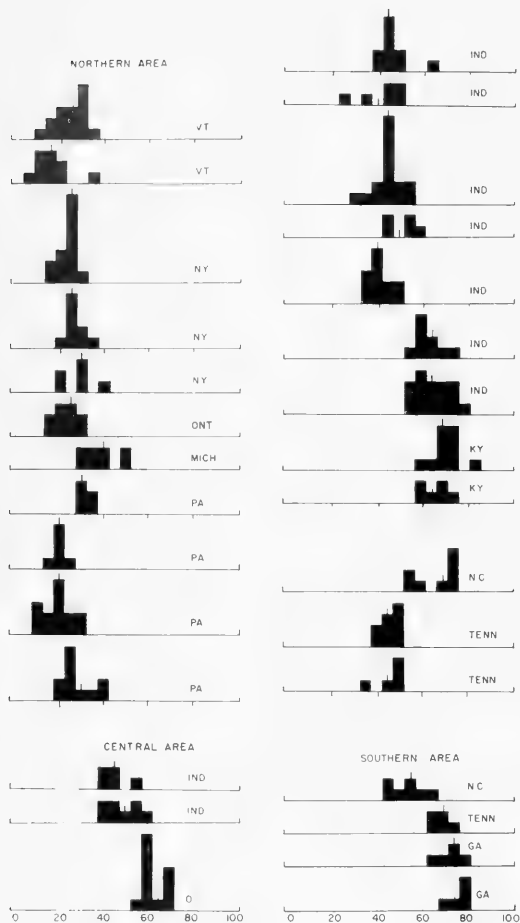 NORTHERN AREA
VT
VT
NY
NY
NY
ONT
MICH
PA
PA
PA
PA
CENTRAL AREA
IND
IND
O
0 20 40 60 80 100
IND
IND
IND
IND
IND
IND
IND
KY
KY
NC
TENN
TENN
SOUTHERN AREA
NC
TENN
GA
GA
0 20 40 60 80 100